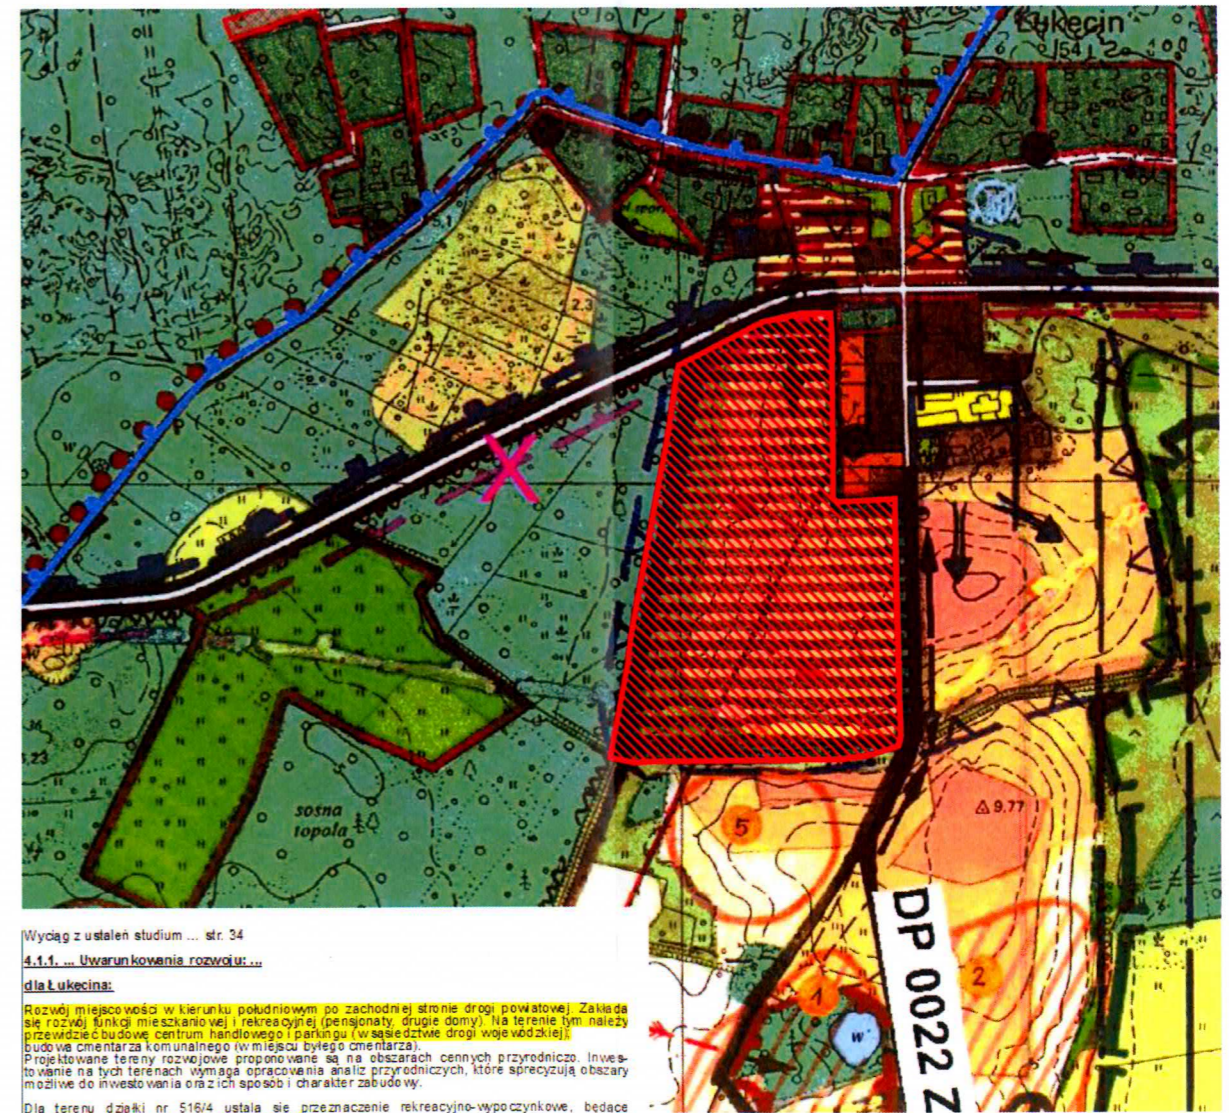 Łukęcin
54
2.3
sosna
topola
9.77
5
1
2
W
DP 0022 Z
Wyciąg z ustaleń studium ... str. 34
4.1.1. ... Uwarunkowania rozwoju: ...
dla Łukęcina:
Rozwój miejscowości w kierunku południowym po zachodniej stronie drogi powiatowej. Zakłada
się rozwój funkcji mieszkaniowej i rekreacyjnej (pensjonaty, drugie domy). Na terenie tym należy
przewidzieć budowę centrum handlowego i parkingu (w sąsiedztwie drogi wojewódzkiej);
budowa cmentarza komunalnego (w miejscu byłego cmentarza).
Projektowane tereny rozwojowe proponowane są na obszarach cennych przyrodniczo. Inwes-
towanie na tych terenach wymaga opracowania analiz przyrodniczych, które sprecyzują obszary
możliwe do inwestowania oraz ich sposób i charakter zabudowy.
Dla terenu działki nr 516/4 ustala się przeznaczenie rekreacyjno-wypoczynkowe, będące